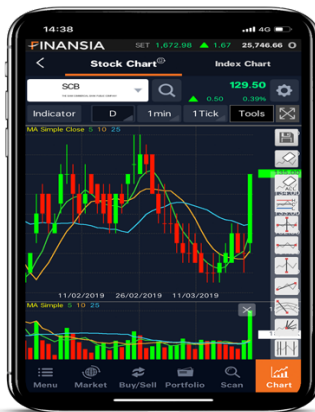 14:38
4G
FINANSIA SET 1,672.98 ▲ 1.67 25,746.66
Stock Chart Index Chart
SCB
129.50
▲ 0.50 0.39%
Indicator D 1min 1Tick Tools
MA Simple Close 5 10 25
11/02/2019 26/02/2019 11/03/2019
MA Simple 5 10 25
Menu Market Buy/Sell Portfolio Scan Chart